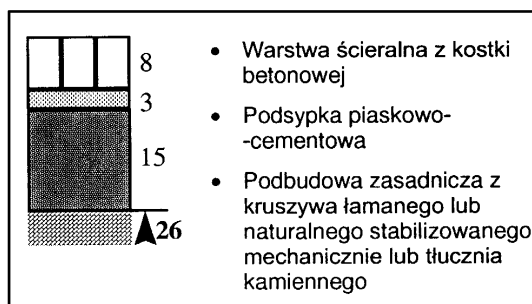 8
3
15
26
• Warstwa ścieralna z kostki
betonowej
• Podsypka piaskowo-
-cementowa
• Podbudowa zasadnicza z
kruszywa łamanego lub
naturalnego stabilizowanego
mechanicznie lub tłucznia
kamiennego